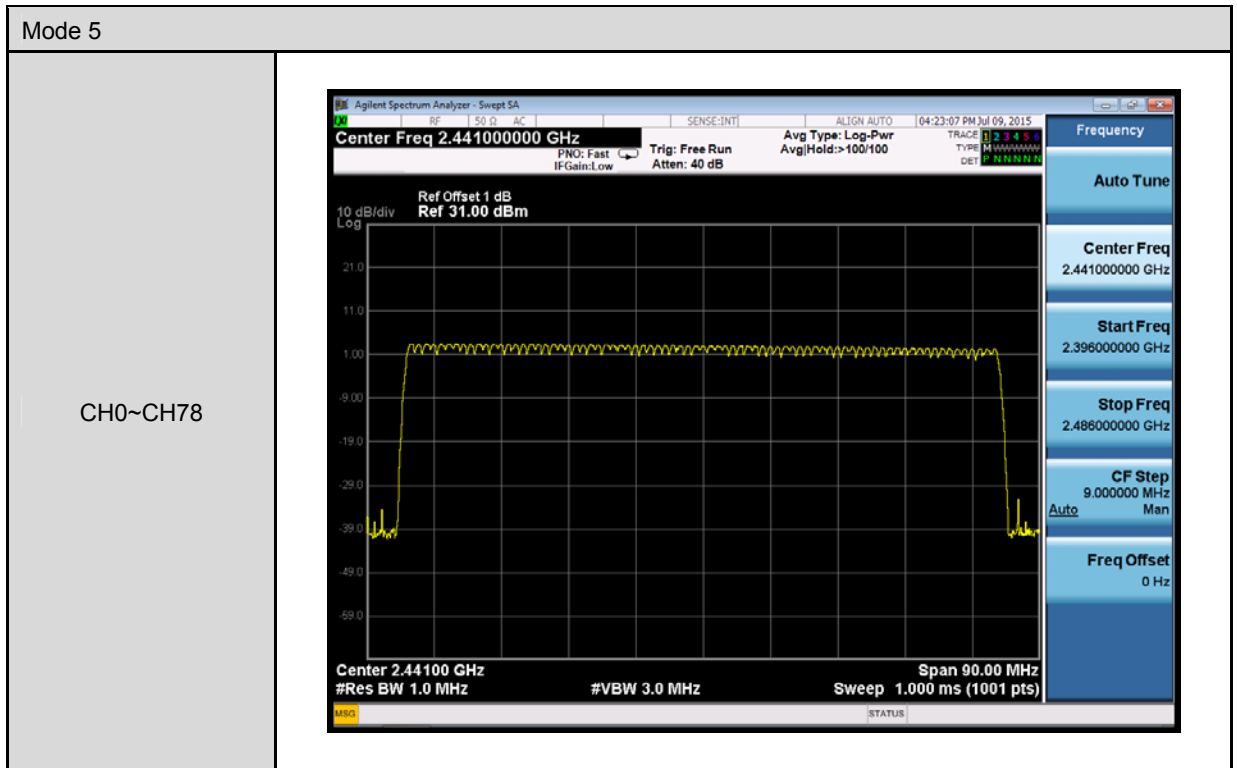 Mode 5
CH0~CH78
Agilent Spectrum Analyzer - Swept SA
RF 50 Ω AC SENSE:INT ALIGN AUTO 04:23:07 PM Jul 09, 2015
Center Freq 2.441000000 GHz
PNO: Fast
IFGain:Low
Trig: Free Run
Atten: 40 dB
Avg Type: Log-Pwr
Avg|Hold:>100/100
TRACE 1 2 3 4 5 6
TYPE M WWWWW
DET P N N N N N
Ref Offset 1 dB
10 dB/div Ref 31.00 dBm
Log
21.0
11.0
1.00
-9.00
-19.0
-29.0
-39.0
-49.0
-59.0
Center 2.44100 GHz Span 90.00 MHz
#Res BW 1.0 MHz #VBW 3.0 MHz Sweep 1.000 ms (1001 pts)
MSG STATUS
Frequency
Auto Tune
Center Freq
2.441000000 GHz
Start Freq
2.396000000 GHz
Stop Freq
2.486000000 GHz
CF Step
9.000000 MHz
Auto Man
Freq Offset
0 Hz